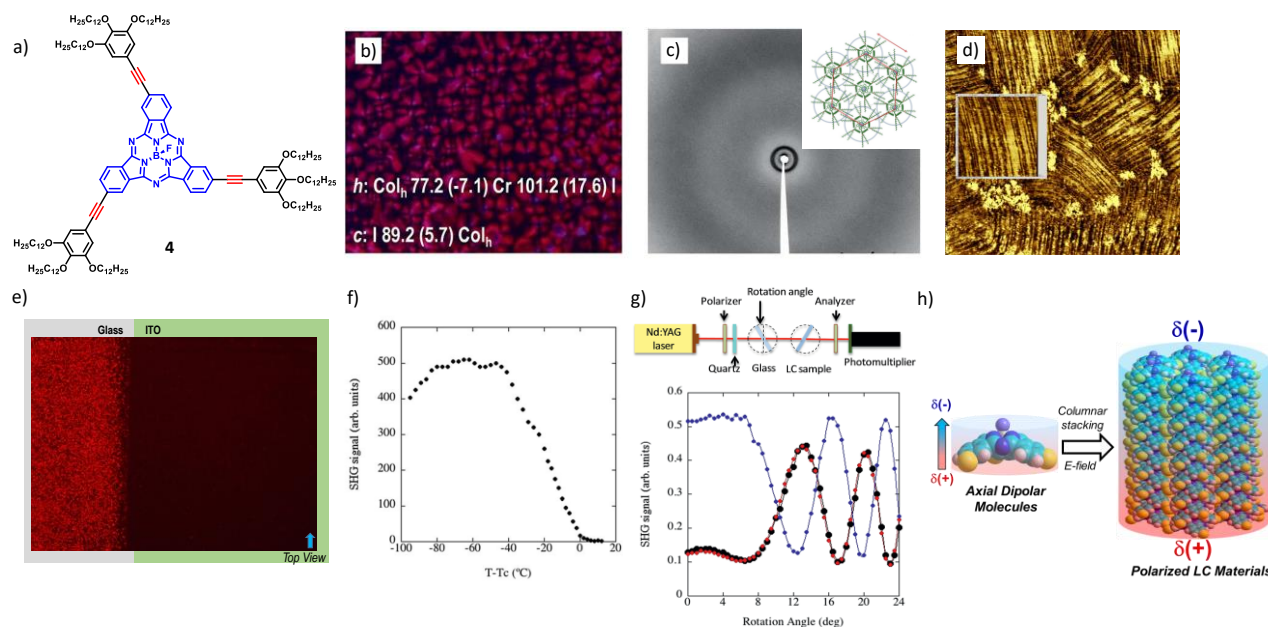 a)
OC₁₂H₂₅
H₂₅C₁₂O
OC₁₂H₂₅
H₂₅C₁₂O
N
N
N
B
F
N
N
N
OC₁₂H₂₅
OC₁₂H₂₅
OC₁₂H₂₅
H₂₅C₁₂O
H₂₅C₁₂O
OC₁₂H₂₅
4
b)
h: Colₕ 77.2 (-7.1) Cr 101.2 (17.6) I
c: I 89.2 (5.7) Colₕ
c)
d)
e)
Glass
ITO
Top View
f)
SHG signal (arb. units)
600
500
400
300
200
100
0
-100
-80
-60
-40
-20
0
20
T-Tc (ºC)
g)
Rotation angle
Polarizer
Analyzer
Nd:YAG
laser
Quartz
Glass
LC sample
Photomultiplier
SHG signal (arb. units)
0.6
0.5
0.4
0.3
0.2
0.1
0
0
4
8
12
16
20
24
Rotation Angle (deg)
h)
δ(-)
δ(-)
δ(+)
Columnar
stacking
E-field
Axial Dipolar
Molecules
δ(+)
Polarized LC Materials